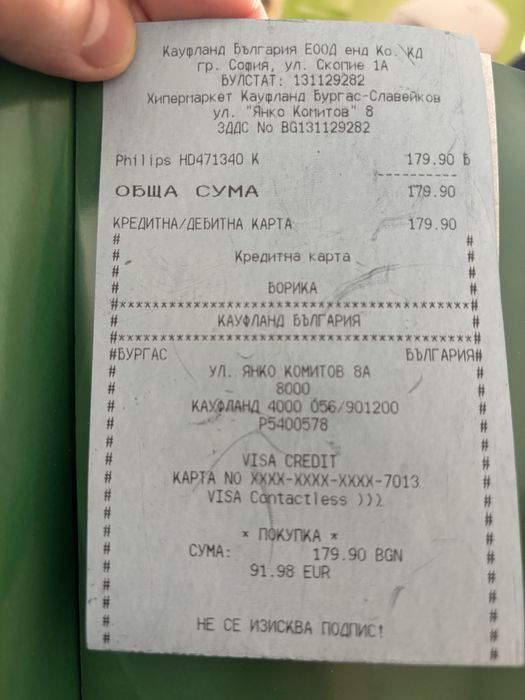 Кауфланд България ЕООД енд Ко. КД
гр. София, ул. Скопие 1А
БУЛСТАТ: 131129282
Хипермаркет Кауфланд Бургас-Славейков
ул. "Янко Комитов" 8
ЗДДС No BG131129282
Philips HD471340 K 179.90 Б
------------
ОБЩА СУМА 179.90
КРЕДИТНА/ДЕБИТНА КАРТА 179.90
# #
# Кредитна карта #
# #
# БОРИКА #
#********************************************#
# КАУФЛАНД БЪЛГАРИЯ #
#********************************************#
#БУРГАС БЪЛГАРИЯ#
# УЛ. ЯНКО КОМИТОВ 8А #
# 8000 #
# КАУФЛАНД 4000 056/901200 #
# P5400578 #
# #
# VISA CREDIT #
# КАРТА NO XXXX-XXXX-XXXX-7013 #
# VISA Contactless ))) #
# #
# * ПОКУПКА * #
# СУМА: 179.90 BGN #
# 91.98 EUR #
# #
# #
# НЕ СЕ ИЗИСКВА ПОДПИС! #
# #